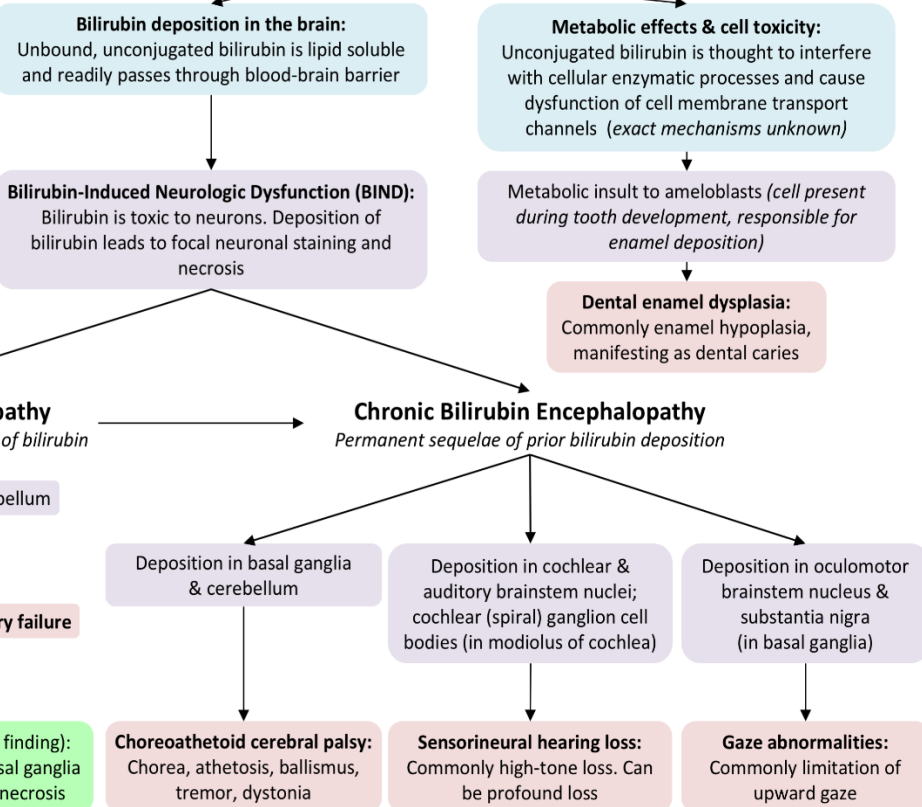 Bilirubin deposition in the brain:
Unbound, unconjugated bilirubin is lipid soluble
and readily passes through blood-brain barrier
Metabolic effects & cell toxicity:
Unconjugated bilirubin is thought to interfere
with cellular enzymatic processes and cause
dysfunction of cell membrane transport
channels (exact mechanisms unknown)
Bilirubin-Induced Neurologic Dysfunction (BIND):
Bilirubin is toxic to neurons. Deposition of
bilirubin leads to focal neuronal staining and
necrosis
Metabolic insult to ameloblasts (cell present
during tooth development, responsible for
enamel deposition)
Dental enamel dysplasia:
Commonly enamel hypoplasia,
manifesting as dental caries
pathy
of bilirubin
Chronic Bilirubin Encephalopathy
Permanent sequelae of prior bilirubin deposition
bellum
ry failure
Deposition in basal ganglia
& cerebellum
Deposition in cochlear &
auditory brainstem nuclei;
cochlear (spiral) ganglion cell
bodies (in modiolus of cochlea)
Deposition in oculomotor
brainstem nucleus &
substantia nigra
(in basal ganglia)
finding):
sal ganglia
necrosis
Choreoathetoid cerebral palsy:
Chorea, athetosis, ballismus,
tremor, dystonia
Sensorineural hearing loss:
Commonly high-tone loss. Can
be profound loss
Gaze abnormalities:
Commonly limitation of
upward gaze